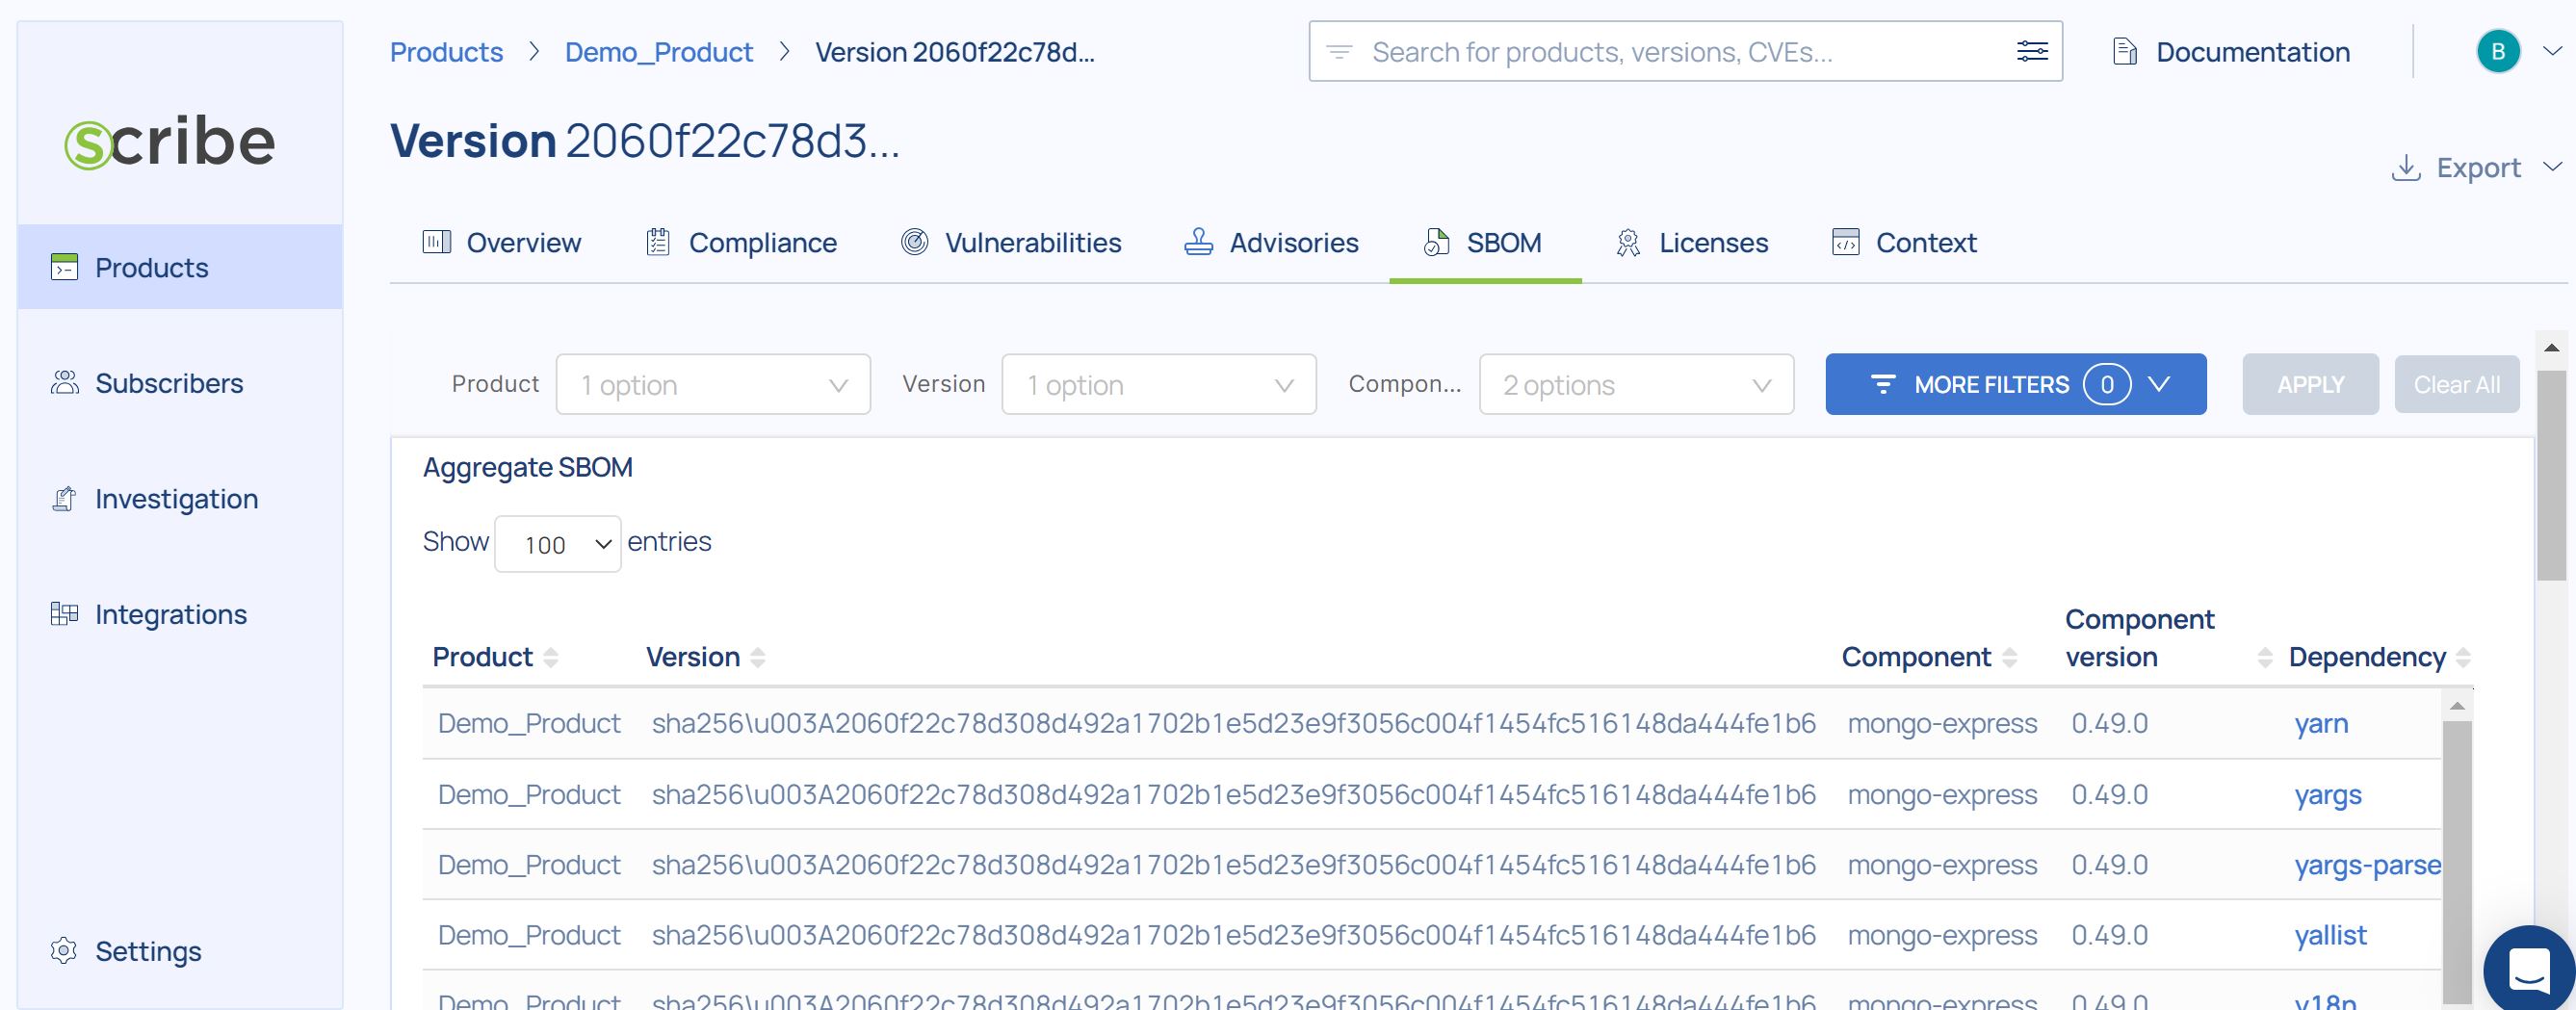 Products > Demo_Product > Version 2060f22c78d...
Search for products, versions, CVEs...
Documentation
B
scribe
Version 2060f22c78d3...
Export
Overview Compliance Vulnerabilities Advisories SBOM Licenses Context
Products
Subscribers
Investigation
Integrations
Settings
Product 1 option Version 1 option Compon... 2 options MORE FILTERS 0 APPLY Clear All
Aggregate SBOM
Show 100 entries
Product Version Component Component version Dependency
Demo_Product sha256\u003A2060f22c78d308d492a1702b1e5d23e9f3056c004f1454fc516148da444fe1b6 mongo-express 0.49.0 yarn
Demo_Product sha256\u003A2060f22c78d308d492a1702b1e5d23e9f3056c004f1454fc516148da444fe1b6 mongo-express 0.49.0 yargs
Demo_Product sha256\u003A2060f22c78d308d492a1702b1e5d23e9f3056c004f1454fc516148da444fe1b6 mongo-express 0.49.0 yargs-parse
Demo_Product sha256\u003A2060f22c78d308d492a1702b1e5d23e9f3056c004f1454fc516148da444fe1b6 mongo-express 0.49.0 yallist
Demo_Product sha256\u003A2060f22c78d308d492a1702b1e5d23e9f3056c004f1454fc516148da444fe1b6 mongo-express 0.49.0 y18n